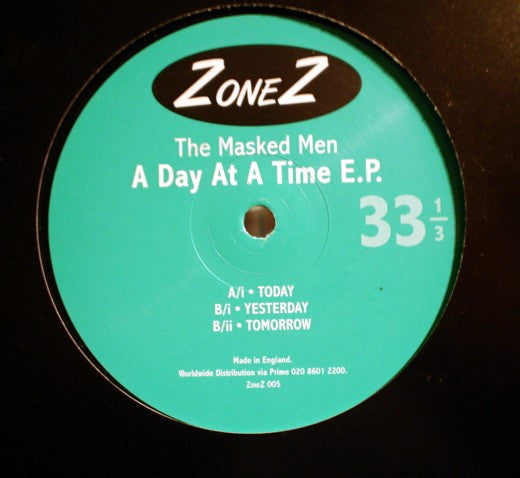 ZONEZ
The Masked Men
A Day At A Time E.P.
33 1/3
A/i • TODAY
B/i • YESTERDAY
B/ii • TOMORROW
Made in England.
Worldwide Distribution via Prime 020 8601 2200.
ZONEZ 005